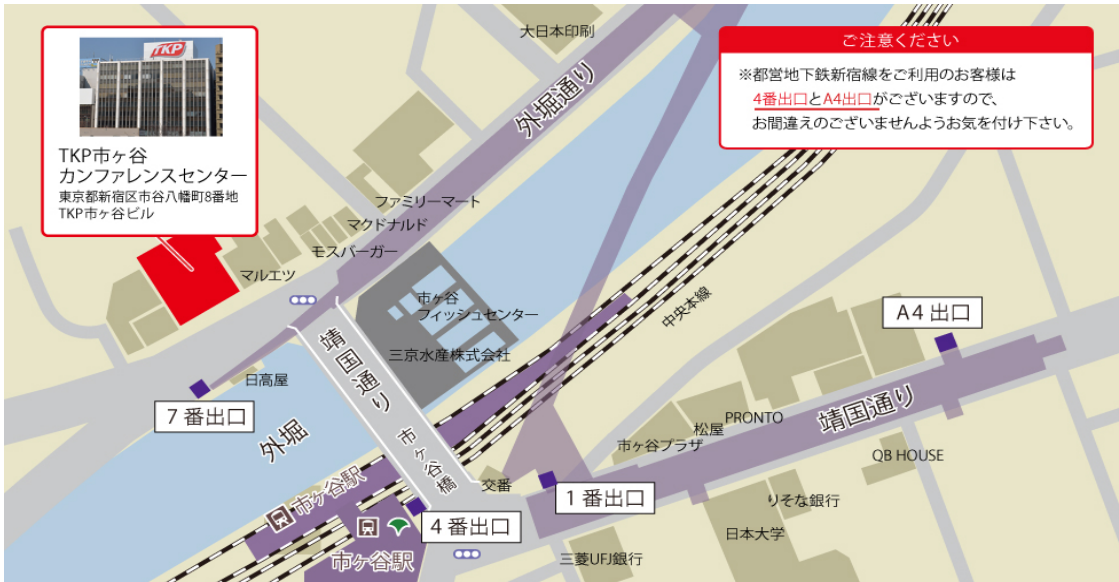 TKP
TKP市ヶ谷
カンファレンスセンター
東京都新宿区市谷八幡町8番地
TKP市ヶ谷ビル
大日本印刷
外堀通り
ご注意ください
※都営地下鉄新宿線をご利用のお客様は
4番出口とA4出口がございますので、
お間違えのございませんようお気を付け下さい。
ファミリーマート
マクドナルド
モスバーガー
マルエツ
市ヶ谷
フィッシュセンター
三京水産株式会社
中央本線
A4 出口
靖国通り
日高屋
7 番出口
外堀
市ヶ谷橋
靖国通り
PRONTO
松屋
市ヶ谷プラザ
QB HOUSE
交番
1 番出口
りそな銀行
日本大学
市ヶ谷駅
4 番出口
市ヶ谷駅
三菱UFJ銀行